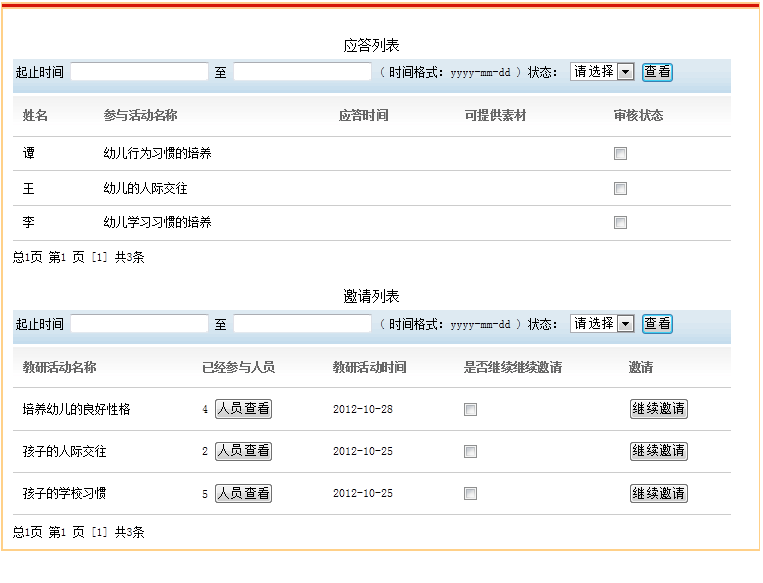 应答列表
起止时间 至 ( 时间格式: yyyy-mm-dd ) 状态: 请选择 查看
姓名 参与活动名称 应答时间 可提供素材 审核状态
谭 幼儿行为习惯的培养
王 幼儿的人际交往
李 幼儿学习习惯的培养
总1页 第1 页 [1] 共3条
邀请列表
起止时间 至 ( 时间格式: yyyy-mm-dd ) 状态: 请选择 查看
教研活动名称 已经参与人员 教研活动时间 是否继续继续邀请 邀请
培养幼儿的良好性格 4 人员查看 2012-10-28 继续邀请
孩子的人际交往 2 人员查看 2012-10-25 继续邀请
孩子的学校习惯 5 人员查看 2012-10-25 继续邀请
总1页 第1 页 [1] 共3条